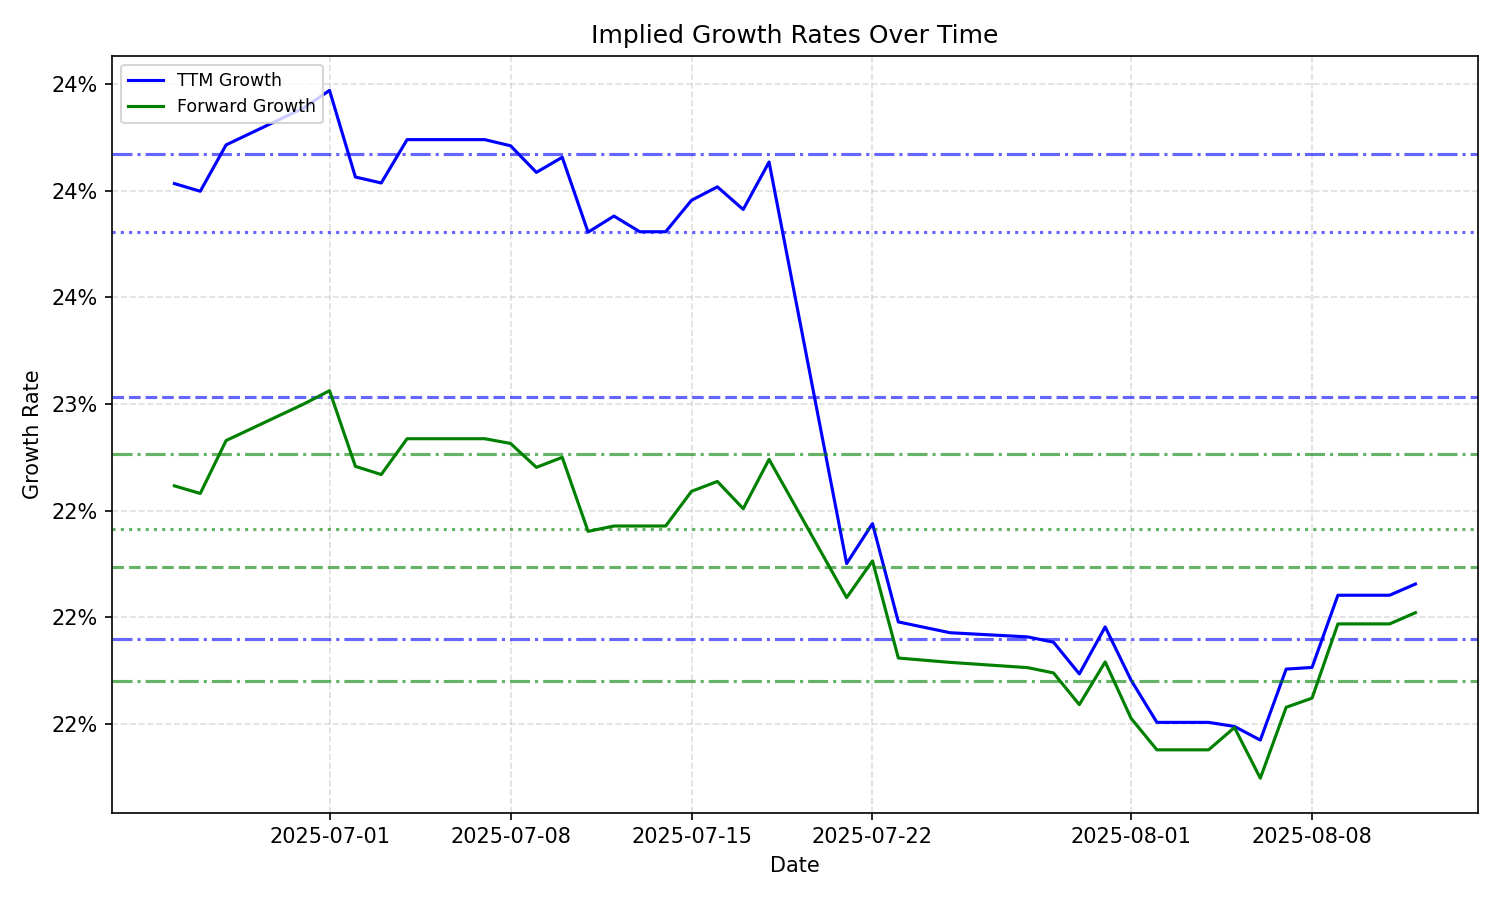 Implied Growth Rates Over Time
TTM Growth
Forward Growth
24%
24%
24%
23%
22%
22%
22%
Growth Rate
2025-07-01
2025-07-08
2025-07-15
2025-07-22
2025-08-01
2025-08-08
Date